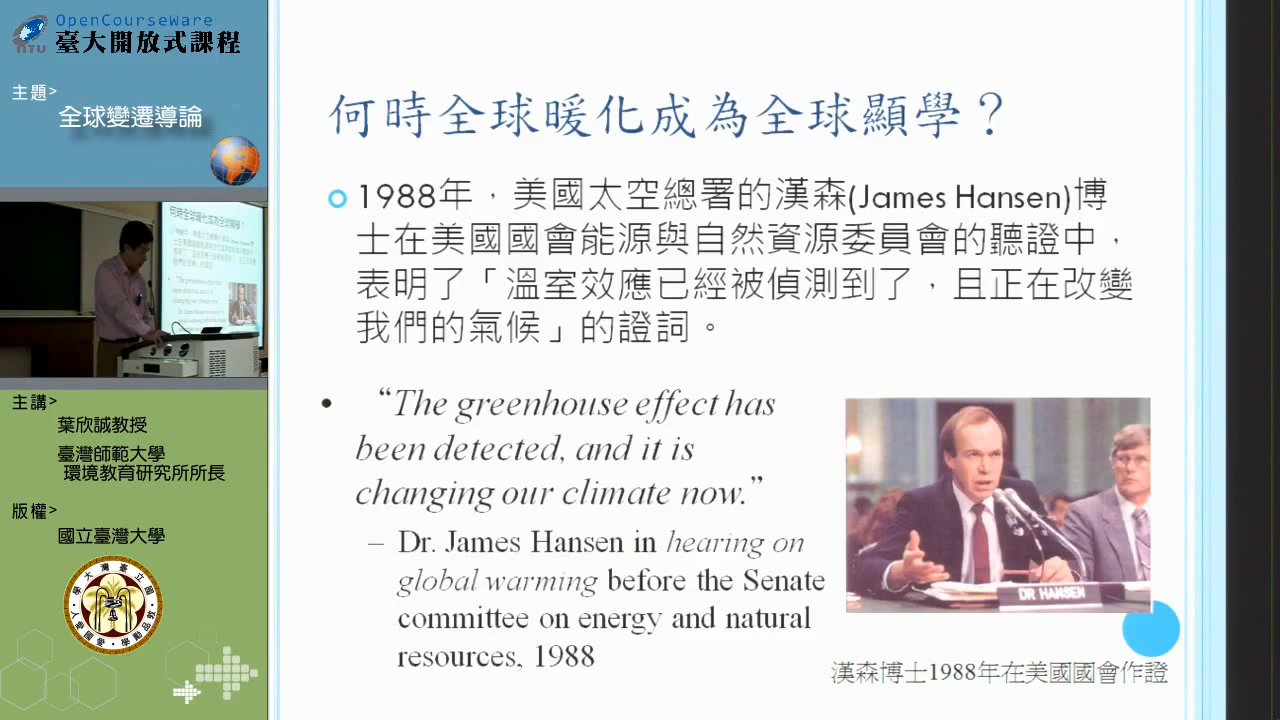 OpenCourseWare
NTU
臺大開放式課程
主題>
全球變遷導論
主講>
葉欣誠教授
臺灣師範大學
環境教育研究所所長
版權>
國立臺灣大學
何時全球暖化成為全球顯學？
1988年，美國太空總署的漢森(James Hansen)博
士在美國國會能源與自然資源委員會的聽證中，
表明了「溫室效應已經被偵測到了，且正在改變
我們的氣候」的證詞。
• “The greenhouse effect has
been detected, and it is
changing our climate now.”
– Dr. James Hansen in hearing on
global warming before the Senate
committee on energy and natural
resources, 1988
DR HANSEN
漢森博士1988年在美國國會作證